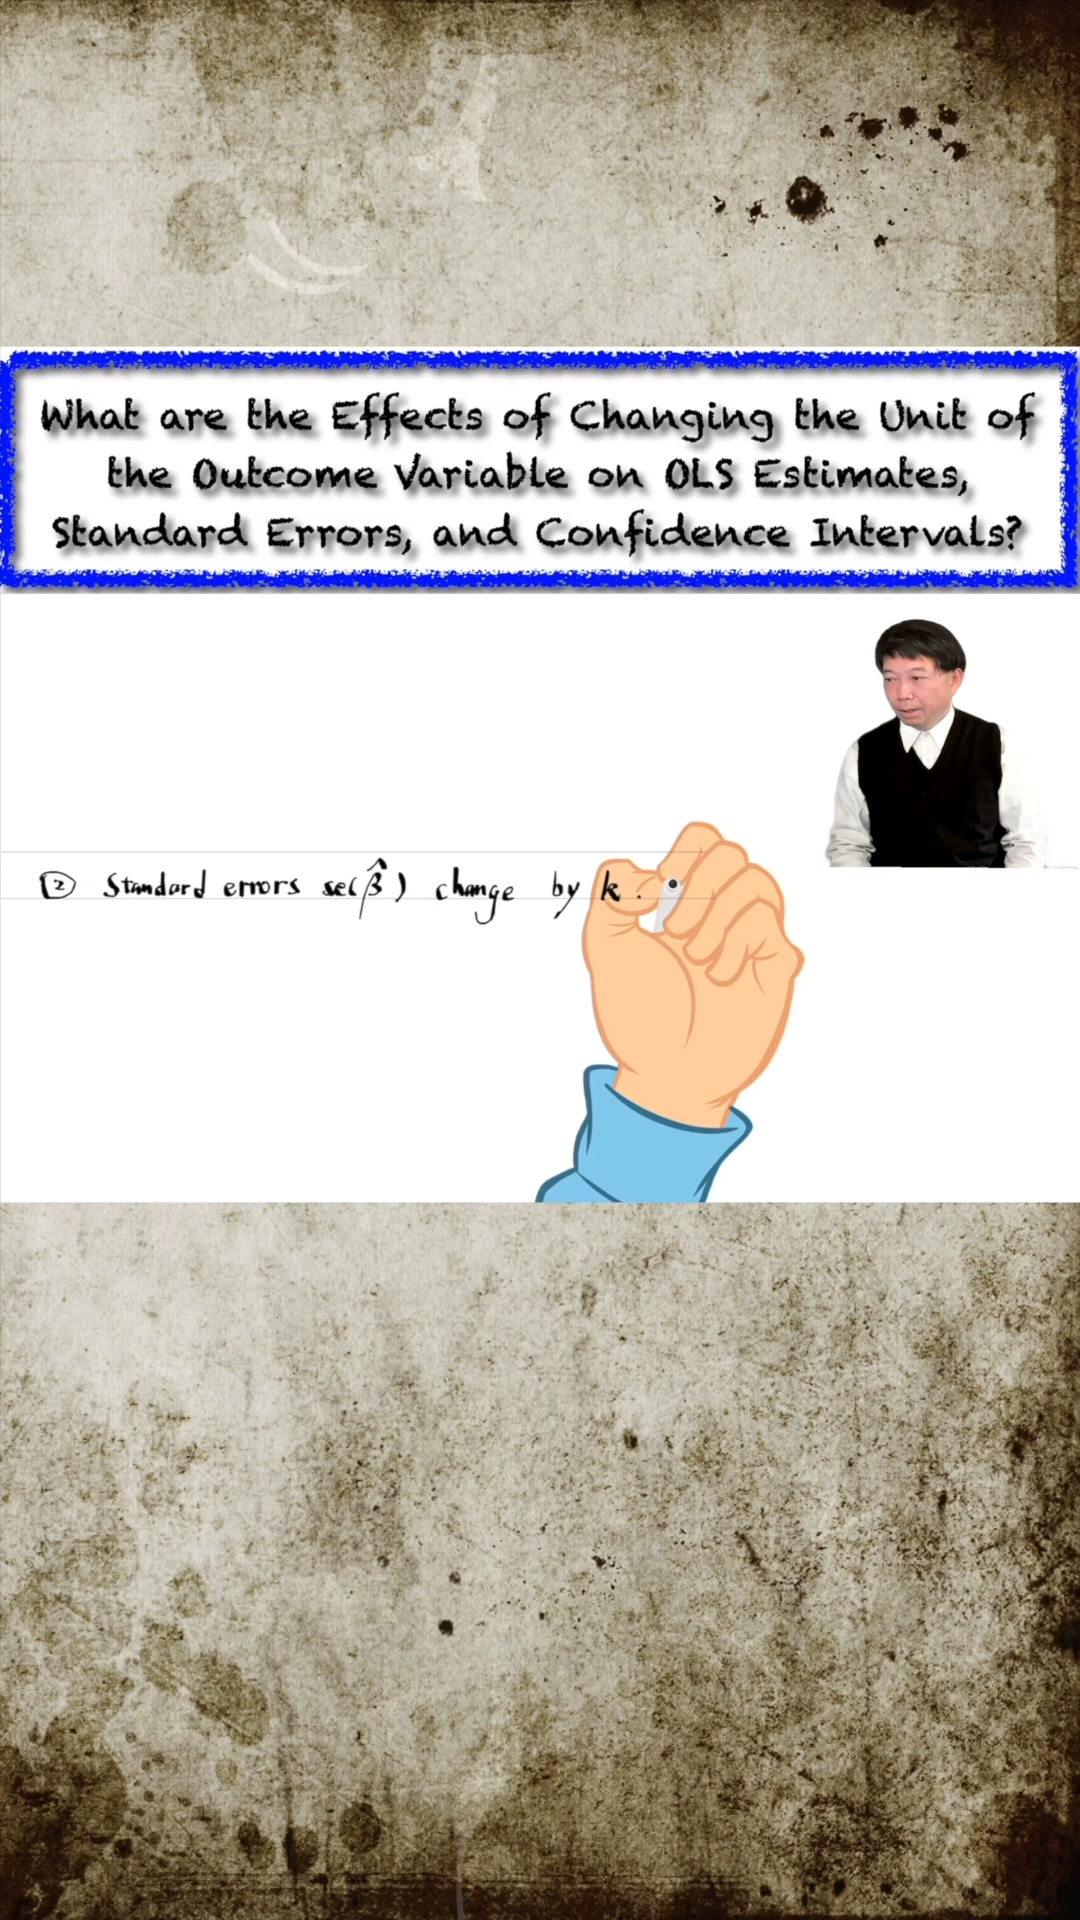 What are the Effects of Changing the Unit of
the Outcome Variable on OLS Estimates,
Standard Errors, and Confidence Intervals?
② Standard errors se(β̂) change by k.